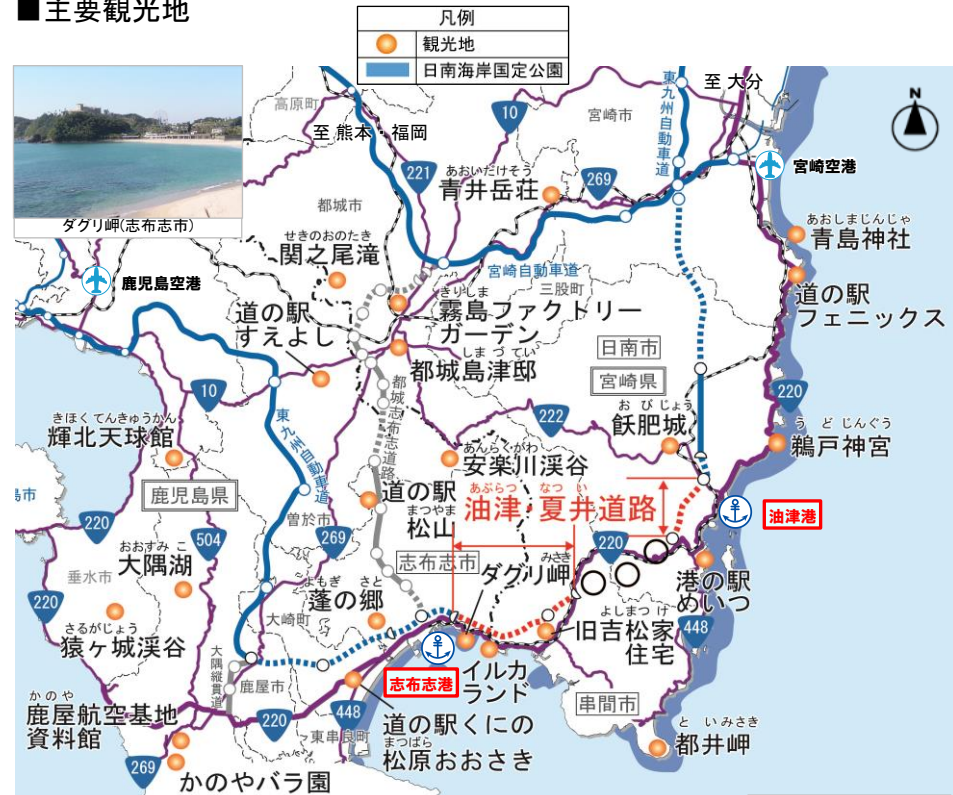 ■主要観光地
凡例
観光地
日南海岸国定公園
ダグリ岬(志布志市)
N
至 大分
至 熊本・福岡
高原町
宮崎市
東九州自動車道
10
221
269
あおいだけそう
青井岳荘
宮崎空港
都城市
せきのおのたき
関之尾滝
あおしまじんじゃ
青島神社
鹿児島空港
宮崎自動車道
三股町
道の駅
フェニックス
きりしま
霧島ファクトリー
ガーデン
道の駅
すえよし
しまづてい
都城島津邸
日南市
宮崎県
10
都城志布志道路
220
222
おびじょう
飫肥城
うどじんぐう
鵜戸神宮
きほくてんきゅうかん
輝北天球館
東九州自動車道
あんらくがわ
安楽川渓谷
鹿児島県
道の駅
まつやま
松山
あぶらつ なつい
油津・夏井道路
油津港
島市
曽於市
220
504
269
志布志市
220
おおすみこ
大隅湖
みさき
ダグリ岬
港の駅
めいつ
垂水市
220
よもぎ さと
蓬の郷
よしまつけ
旧吉松家
住宅
448
大崎町
さるがじょう
猿ヶ城渓谷
大隅縦貫道
志布志港
イルカ
ランド
鹿屋市
串間市
かのや
鹿屋航空基地
資料館
220
448
東串良町
道の駅くにの
まつばら
松原おおさき
といみさき
都井岬
269
かのやバラ園